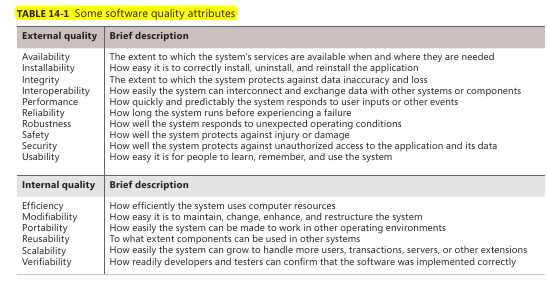 TABLE 14-1 Some software quality attributes
External quality Brief description
Availability The extent to which the system's services are available when and where they are needed
Installability How easy it is to correctly install, uninstall, and reinstall the application
Integrity The extent to which the system protects against data inaccuracy and loss
Interoperability How easily the system can interconnect and exchange data with other systems or components
Performance How quickly and predictably the system responds to user inputs or other events
Reliability How long the system runs before experiencing a failure
Robustness How well the system responds to unexpected operating conditions
Safety How well the system protects against injury or damage
Security How well the system protects against unauthorized access to the application and its data
Usability How easy it is for people to learn, remember, and use the system
Internal quality Brief description
Efficiency How efficiently the system uses computer resources
Modifiability How easy it is to maintain, change, enhance, and restructure the system
Portability How easily the system can be made to work in other operating environments
Reusability To what extent components can be used in other systems
Scalability How easily the system can grow to handle more users, transactions, servers, or other extensions
Verifiability How readily developers and testers can confirm that the software was implemented correctly